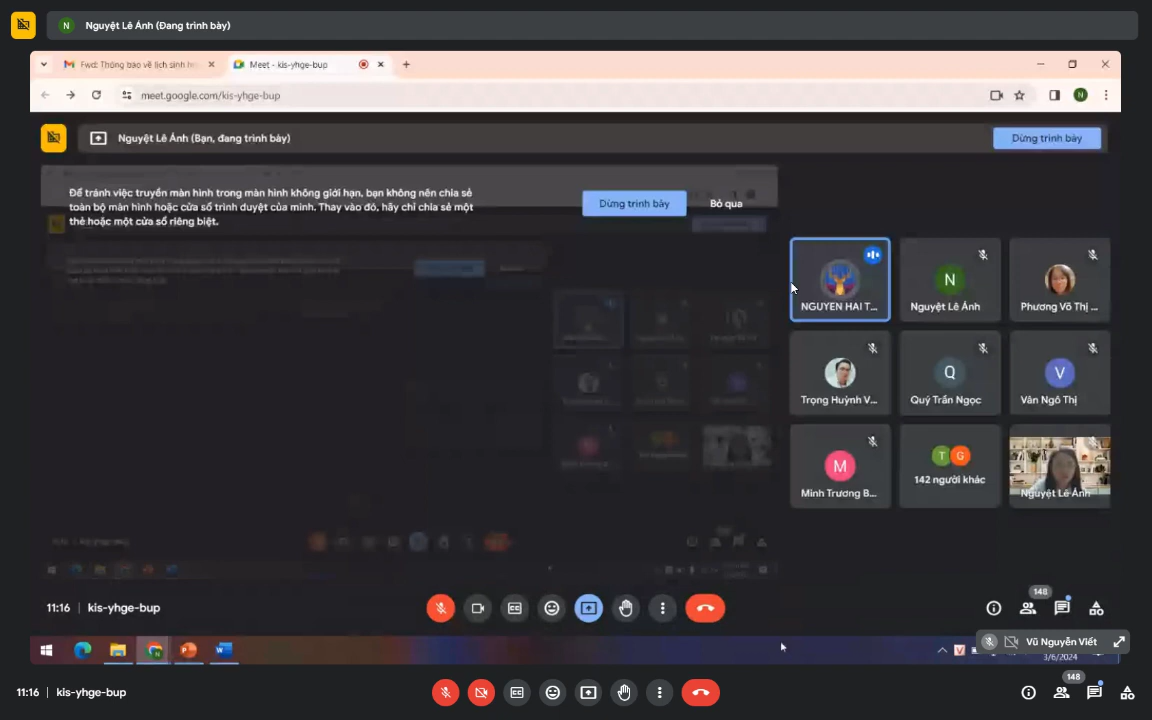 N Nguyệt Lê Ánh (Đang trình bày)
Fwd: Thông báo về lịch sinh h
Meet - kis-yhge-bup
meet.google.com/kis-yhge-bup
N
Nguyệt Lê Ánh (Bạn, đang trình bày)
Dừng trình bày
Để tránh việc truyền màn hình trong màn hình không giới hạn, bạn không nên chia sẻ
toàn bộ màn hình hoặc cửa sổ trình duyệt của mình. Thay vào đó, hãy chỉ chia sẻ một
thẻ hoặc một cửa sổ riêng biệt.
Dừng trình bày
Bỏ qua
NGUYEN HAI T...
N
Nguyệt Lê Ánh
Phương Võ Thị ...
Trọng Huỳnh V...
Q
Quý Trần Ngọc
V
Vân Ngô Thị
M
Minh Trương B...
T G
142 người khác
Nguyệt Lê Ánh
11:16 | kis-yhge-bup
148
Vũ Nguyễn Viết
3/6/2024
11:16 | kis-yhge-bup
148